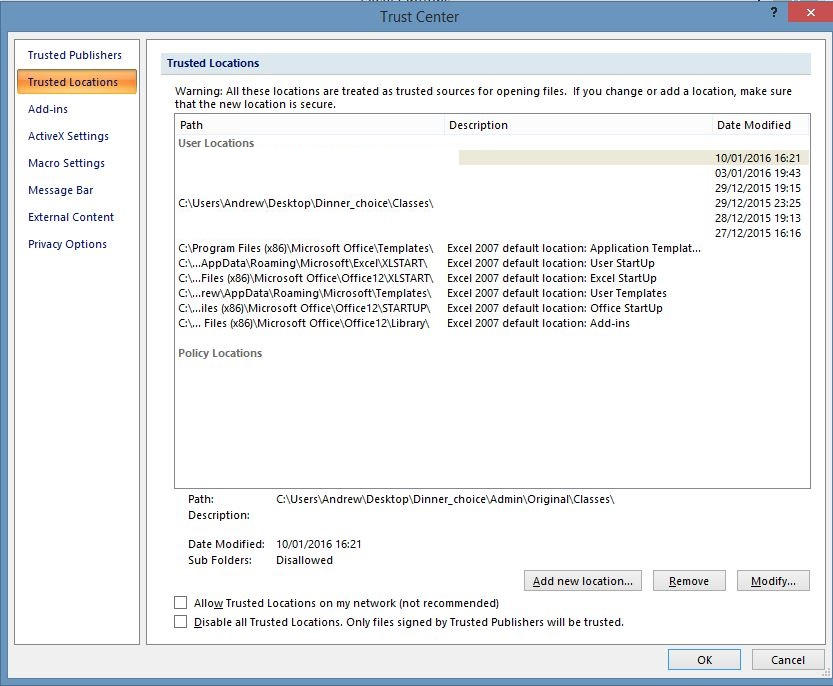 Trust Center
?
Trusted Publishers
Trusted Locations
Add-ins
ActiveX Settings
Macro Settings
Message Bar
External Content
Privacy Options
Trusted Locations
Warning: All these locations are treated as trusted sources for opening files. If you change or add a location, make sure
that the new location is secure.
Path Description Date Modified
User Locations
10/01/2016 16:21
03/01/2016 19:43
29/12/2015 19:15
C:\Users\Andrew\Desktop\Dinner_choice\Classes\ 29/12/2015 23:25
28/12/2015 19:13
27/12/2015 16:16
C:\Program Files (x86)\Microsoft Office\Templates\ Excel 2007 default location: Application Templat...
C:\...AppData\Roaming\Microsoft\Excel\XLSTART\ Excel 2007 default location: User StartUp
C:\...Files (x86)\Microsoft Office\Office12\XLSTART\ Excel 2007 default location: Excel StartUp
C:\...rew\AppData\Roaming\Microsoft\Templates\ Excel 2007 default location: User Templates
C:\...iles (x86)\Microsoft Office\Office12\STARTUP\ Excel 2007 default location: Office StartUp
C:\... Files (x86)\Microsoft Office\Office12\Library\ Excel 2007 default location: Add-ins
Policy Locations
Path: C:\Users\Andrew\Desktop\Dinner_choice\Admin\Original\Classes\
Description:
Date Modified: 10/01/2016 16:21
Sub Folders: Disallowed
Add new location... Remove Modify...
Allow Trusted Locations on my network (not recommended)
Disable all Trusted Locations. Only files signed by Trusted Publishers will be trusted.
OK Cancel